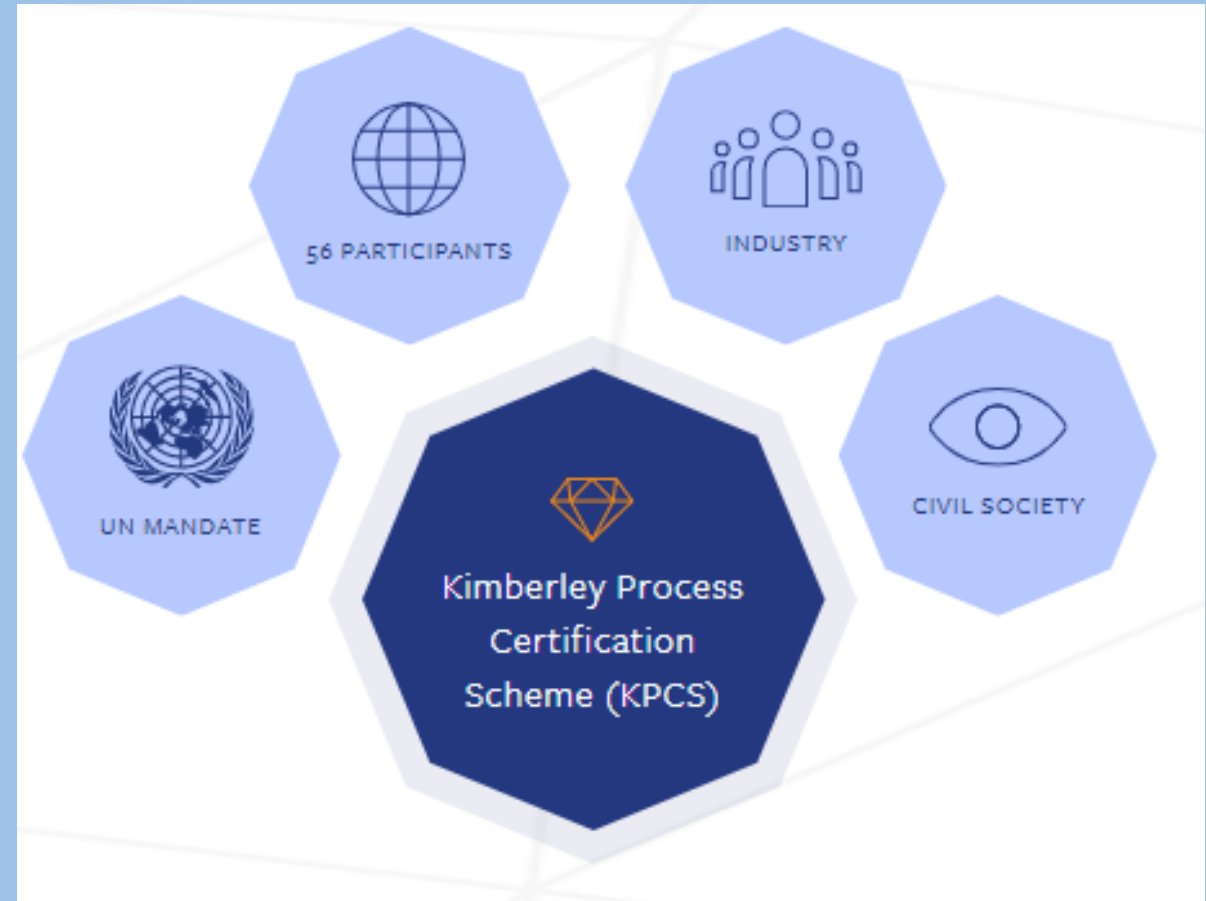 56 PARTICIPANTS
INDUSTRY
UN MANDATE
CIVIL SOCIETY
Kimberley Process
Certification
Scheme (KPCS)